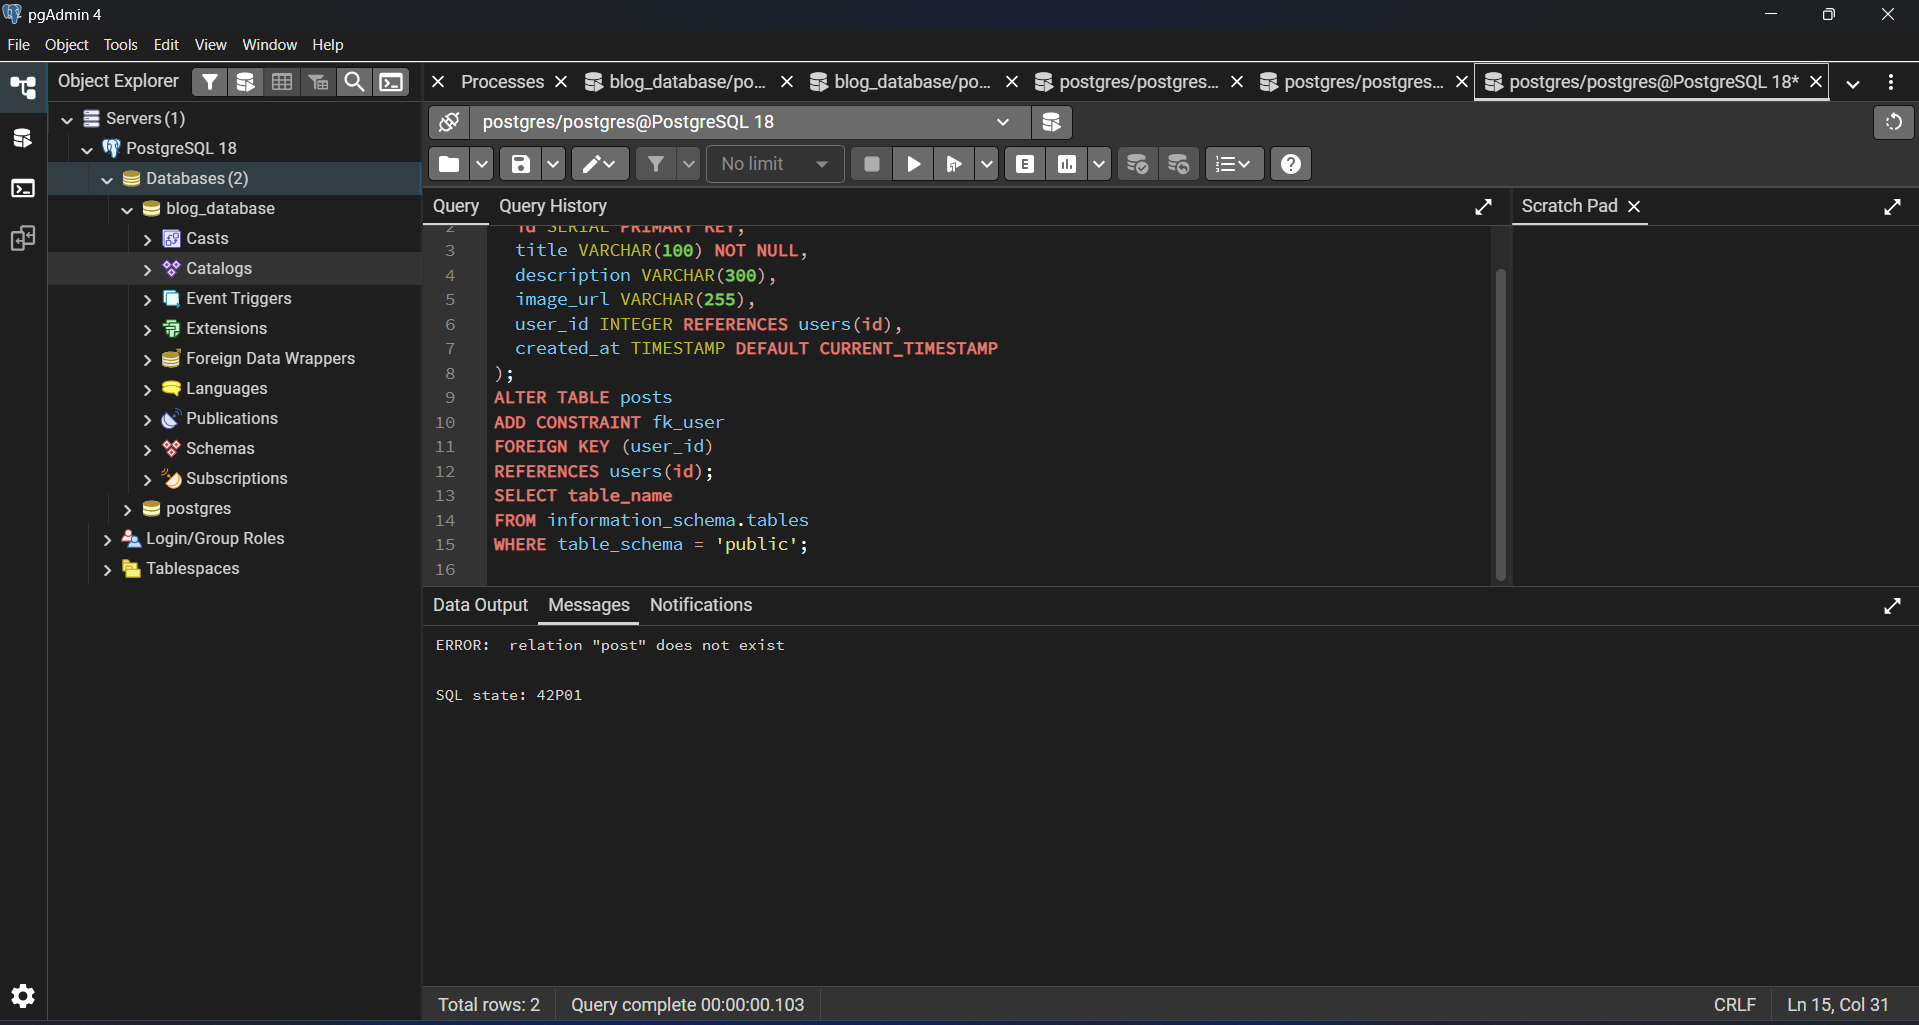 pgAdmin 4
File Object Tools Edit View Window Help
Object Explorer
Processes
blog_database/po...
blog_database/po...
postgres/postgres...
postgres/postgres...
postgres/postgres@PostgreSQL 18*
Servers (1)
PostgreSQL 18
Databases (2)
blog_database
Casts
Catalogs
Event Triggers
Extensions
Foreign Data Wrappers
Languages
Publications
Schemas
Subscriptions
postgres
Login/Group Roles
Tablespaces
postgres/postgres@PostgreSQL 18
No limit
E
Query Query History
Scratch Pad
2 id SERIAL PRIMARY KEY,
3 title VARCHAR(100) NOT NULL,
4 description VARCHAR(300),
5 image_url VARCHAR(255),
6 user_id INTEGER REFERENCES users(id),
7 created_at TIMESTAMP DEFAULT CURRENT_TIMESTAMP
8 );
9 ALTER TABLE posts
10 ADD CONSTRAINT fk_user
11 FOREIGN KEY (user_id)
12 REFERENCES users(id);
13 SELECT table_name
14 FROM information_schema.tables
15 WHERE table_schema = 'public';
16
Data Output Messages Notifications
ERROR:  relation "post" does not exist
SQL state: 42P01
Total rows: 2 Query complete 00:00:00.103
CRLF Ln 15, Col 31